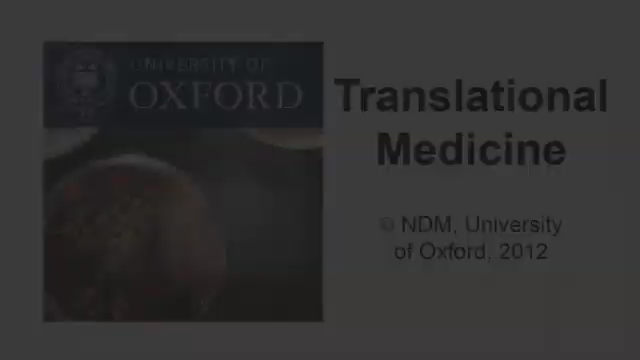 UNIVERSITY OF
OXFORD
Translational
Medicine
© NDM, University
of Oxford, 2012